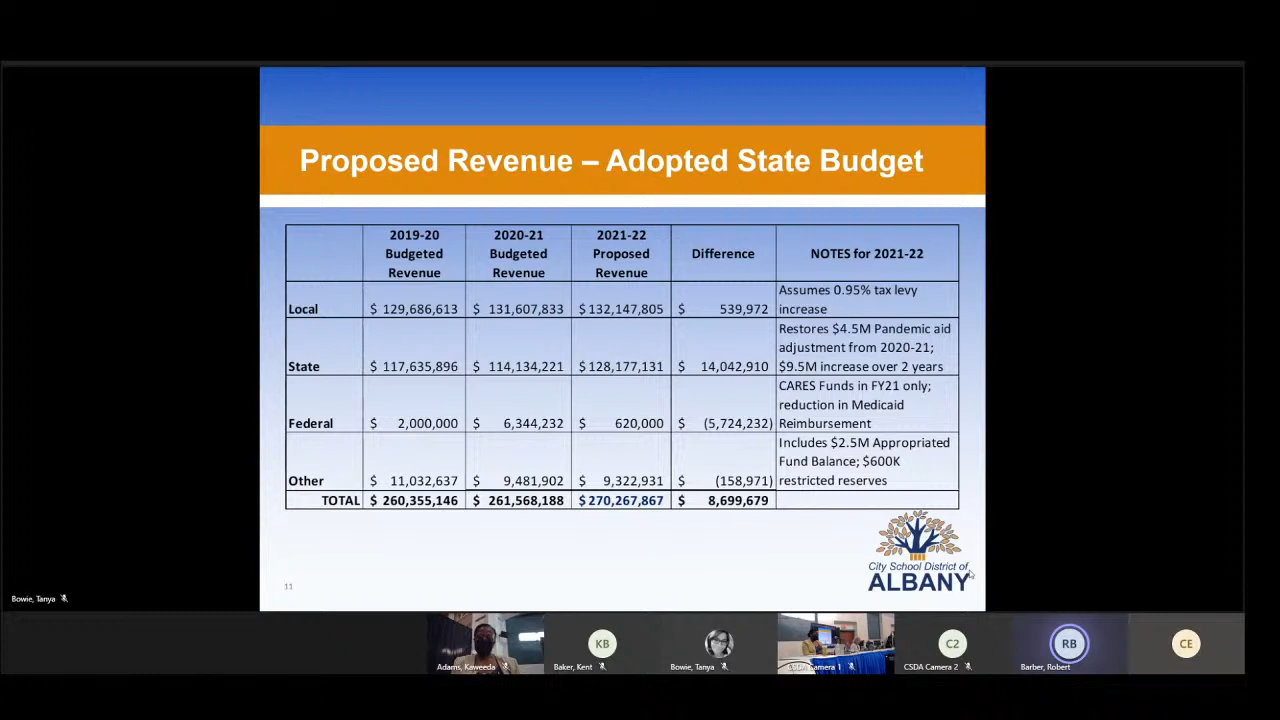 Proposed Revenue – Adopted State Budget
2019-20 Budgeted Revenue 2020-21 Budgeted Revenue 2021-22 Proposed Revenue Difference NOTES for 2021-22
Local $ 129,686,613 $ 131,607,833 $ 132,147,805 $ 539,972 Assumes 0.95% tax levy increase
State $ 117,635,896 $ 114,134,221 $ 128,177,131 $ 14,042,910 Restores $4.5M Pandemic aid adjustment from 2020-21; $9.5M increase over 2 years
Federal $ 2,000,000 $ 6,344,232 $ 620,000 $ (5,724,232) CARES Funds in FY21 only; reduction in Medicaid Reimbursement
Other $ 11,032,637 $ 9,481,902 $ 9,322,931 $ (158,971) Includes $2.5M Appropriated Fund Balance; $600K restricted reserves
TOTAL $ 260,355,146 $ 261,568,188 $ 270,267,867 $ 8,699,679
City School District of
ALBANY
11
Bowie, Tanya
KB C2 RB CE
Adams, Kaweeda Baker, Kent Bowie, Tanya CSDA Camera 1 CSDA Camera 2 Barber, Robert